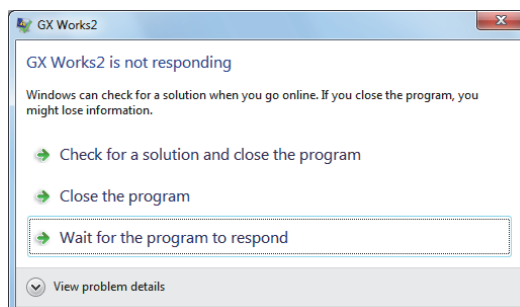 GX Works2
GX Works2 is not responding
Windows can check for a solution when you go online. If you close the program, you
might lose information.
Check for a solution and close the program
Close the program
Wait for the program to respond
View problem details